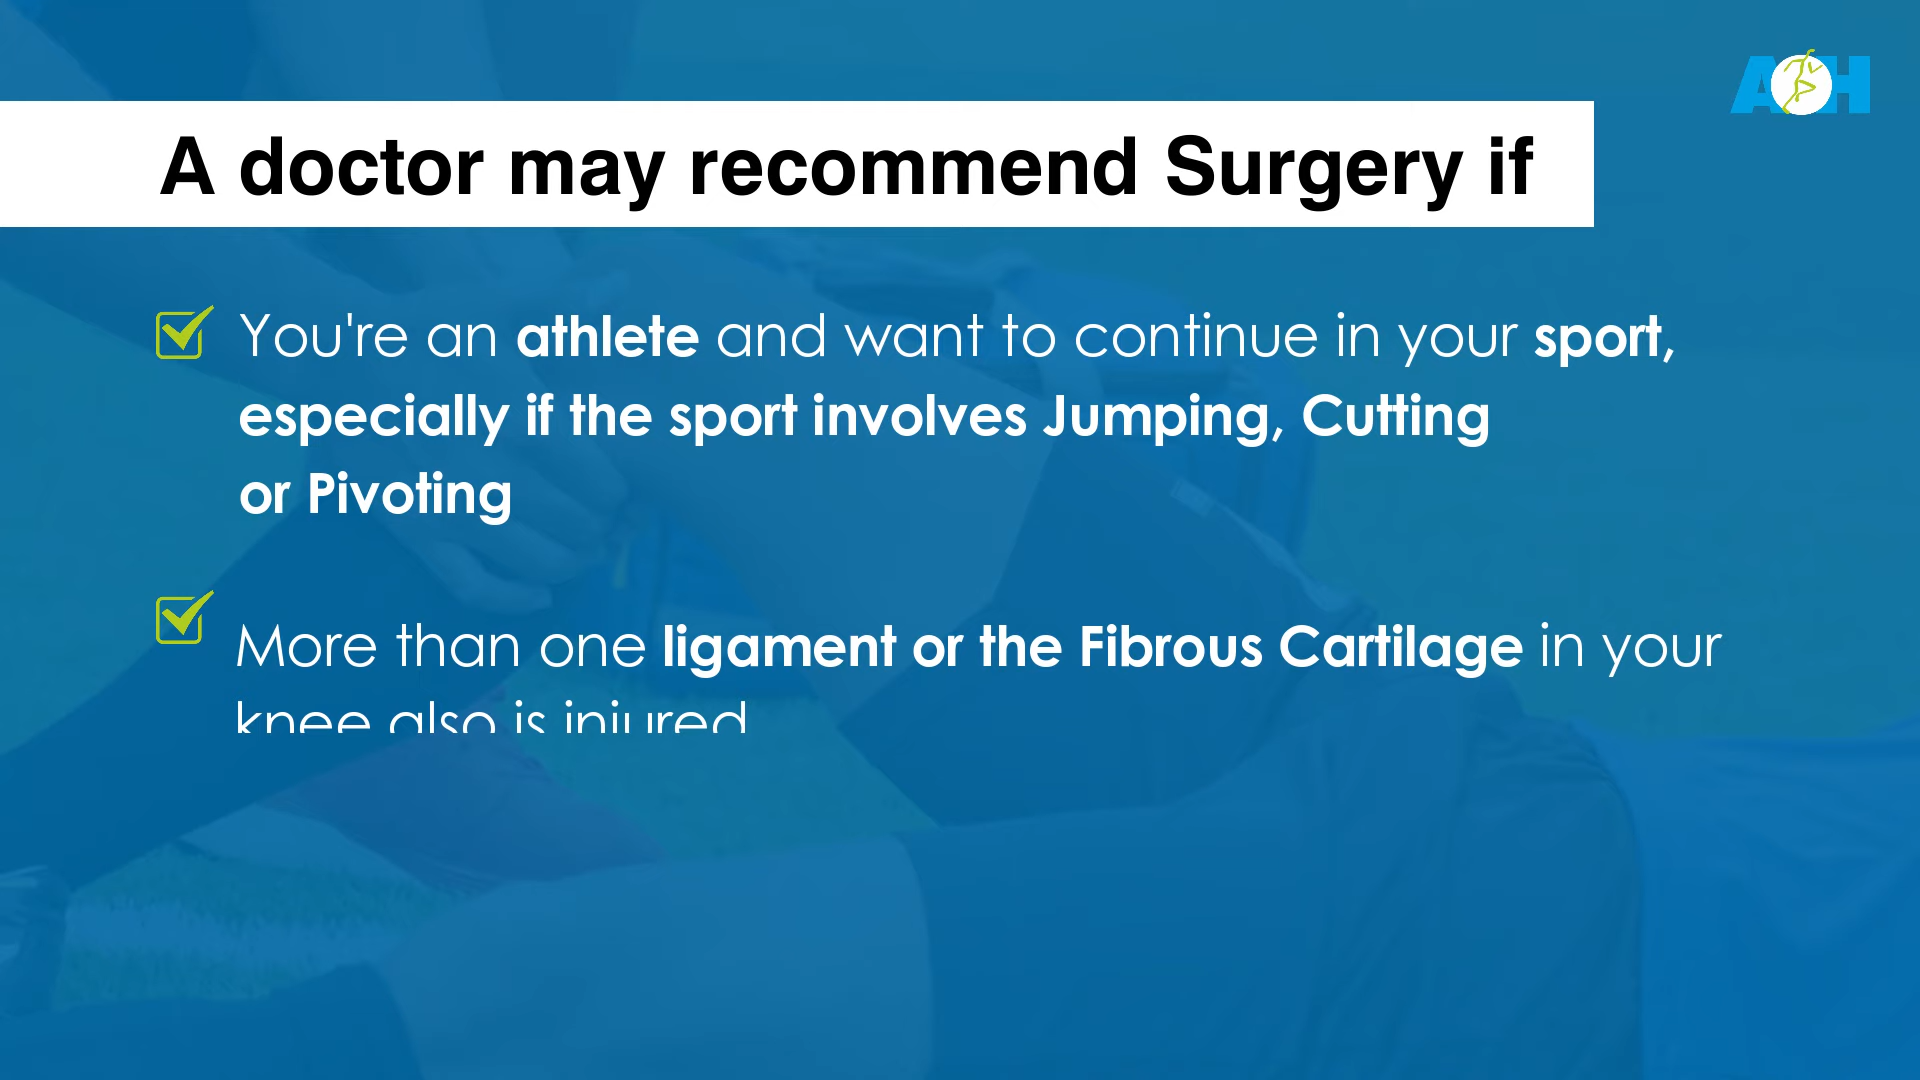 AOH
A doctor may recommend Surgery if
You're an athlete and want to continue in your sport,
especially if the sport involves Jumping, Cutting
or Pivoting
More than one ligament or the Fibrous Cartilage in your
knee also is injured